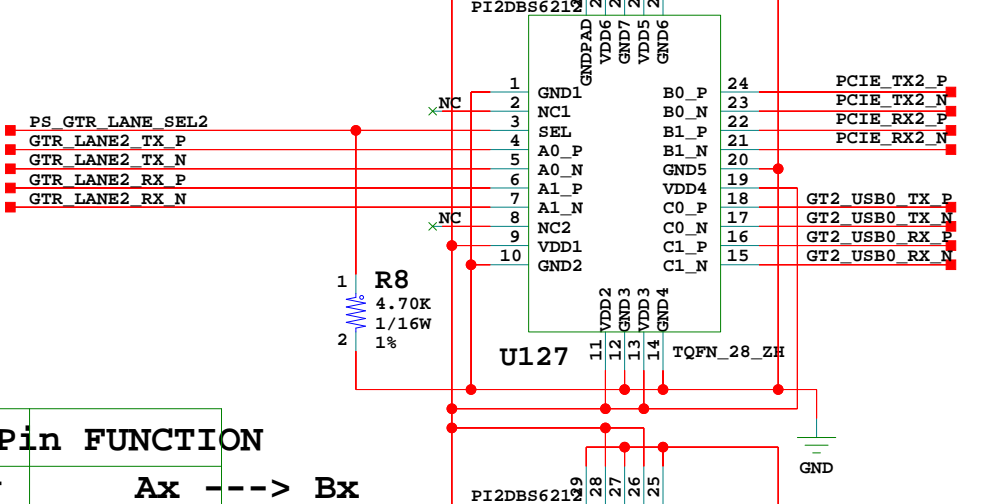 PI2DBS6212
GNDPAD
VDD6
GND7
VDD5
GND6
1 GND1
NC 2 NC1
PS_GTR_LANE_SEL2 3 SEL
GTR_LANE2_TX_P 4 A0_P
GTR_LANE2_TX_N 5 A0_N
GTR_LANE2_RX_P 6 A1_P
GTR_LANE2_RX_N 7 A1_N
NC 8 NC2
9 VDD1
10 GND2
B0_P 24 PCIE_TX2_P
B0_N 23 PCIE_TX2_N
B1_P 22 PCIE_RX2_P
B1_N 21 PCIE_RX2_N
GND5 20
VDD4 19
C0_P 18 GT2_USB0_TX_P
C0_N 17 GT2_USB0_TX_N
C1_P 16 GT2_USB0_RX_P
C1_N 15 GT2_USB0_RX_N
VDD2 11
GND3 12
VDD3 13
GND4 14
1
R8
4.70K
1/16W
1%
2
U127
TQFN_28_ZH
GND
Pin FUNCTION
Ax ---> Bx
PI2DBS6212
29
28
27
26
25